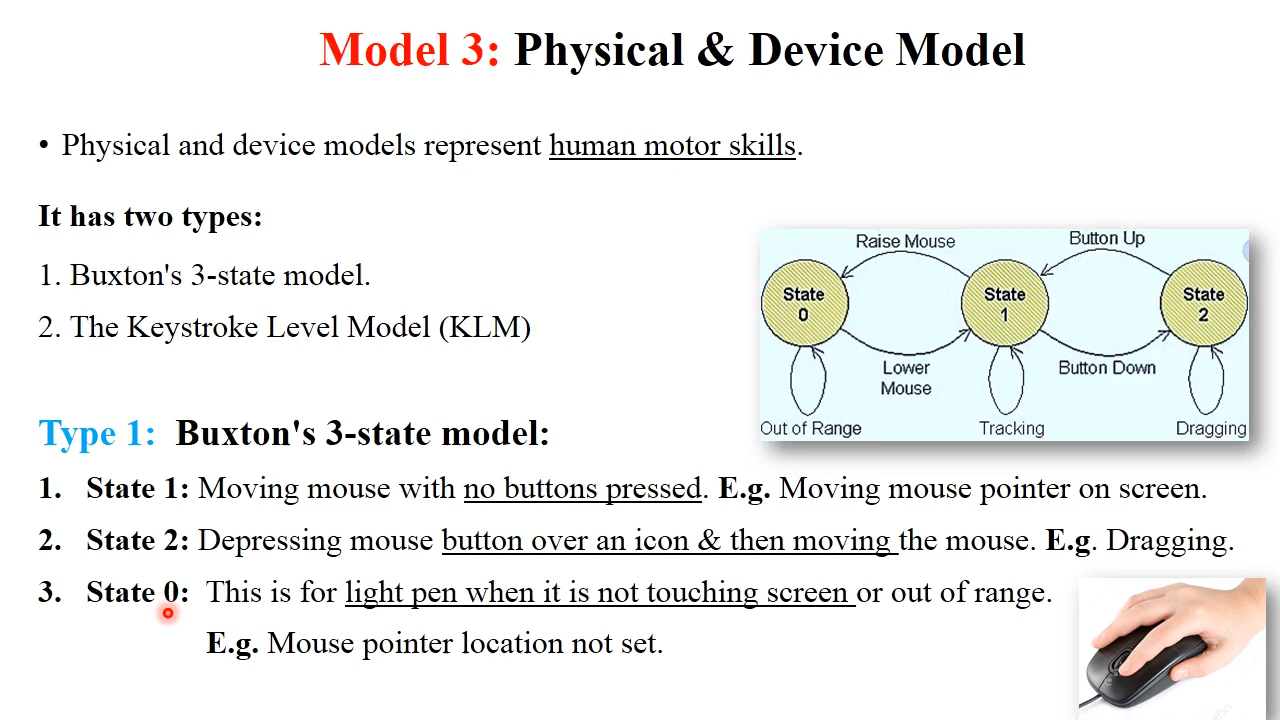 Model 3: Physical & Device Model
• Physical and device models represent human motor skills.
It has two types:
1. Buxton's 3-state model.
2. The Keystroke Level Model (KLM)
Raise Mouse
Button Up
State 0
State 1
State 2
Lower Mouse
Button Down
Out of Range
Tracking
Dragging
Type 1: Buxton's 3-state model:
1. State 1: Moving mouse with no buttons pressed. E.g. Moving mouse pointer on screen.
2. State 2: Depressing mouse button over an icon & then moving the mouse. E.g. Dragging.
3. State 0: This is for light pen when it is not touching screen or out of range.
E.g. Mouse pointer location not set.